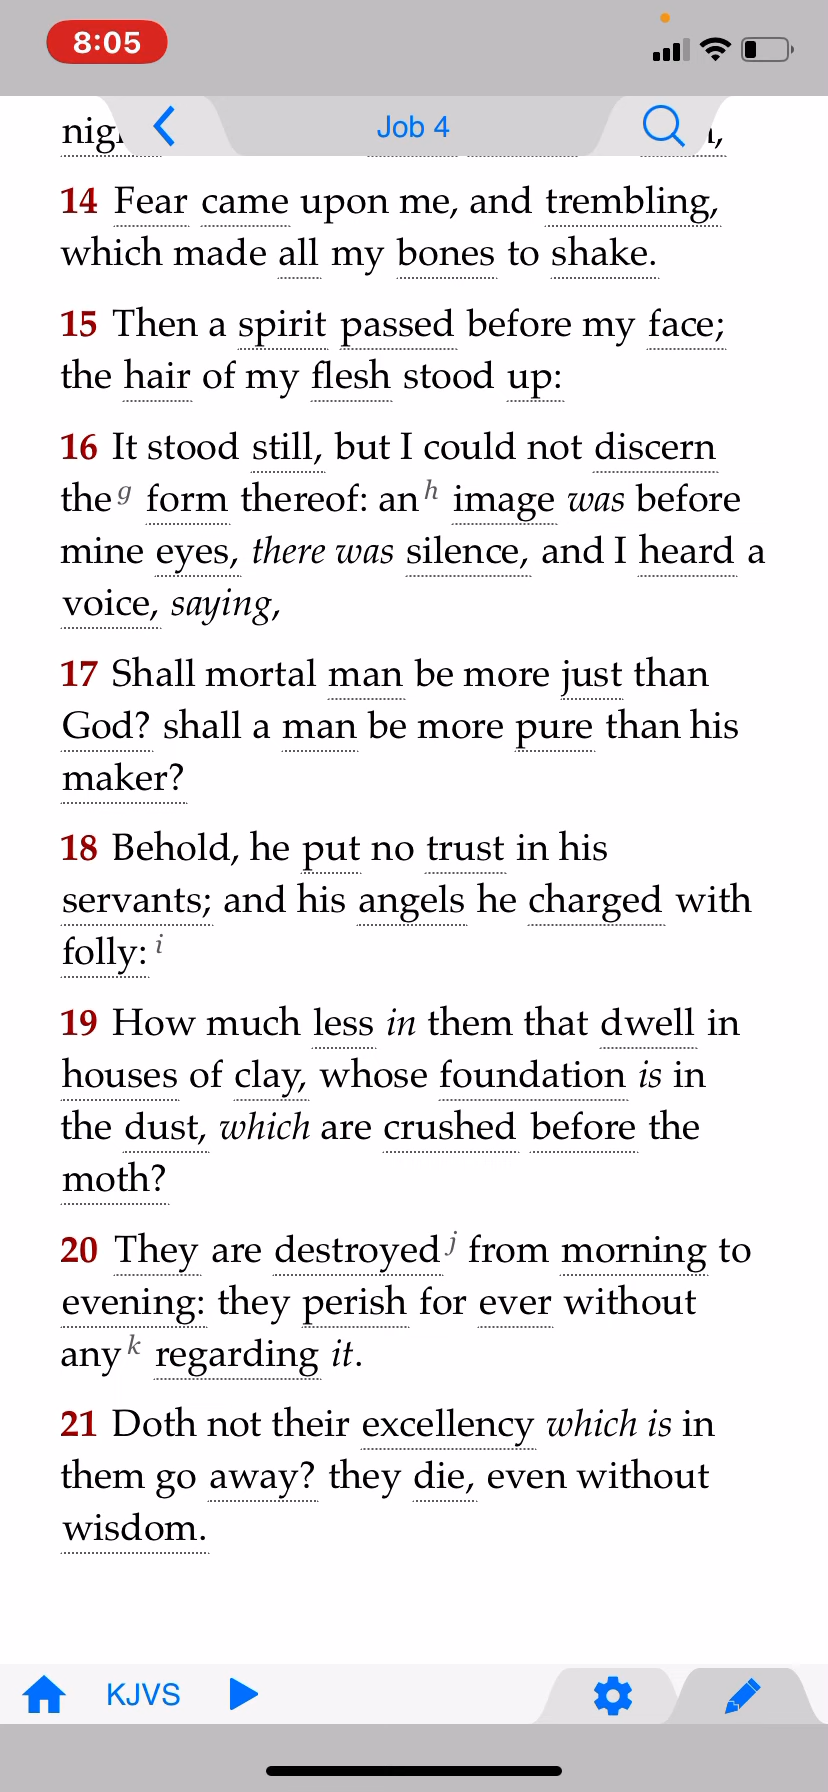 8:05
Job 4
14 Fear came upon me, and trembling,
which made all my bones to shake.
15 Then a spirit passed before my face;
the hair of my flesh stood up:
16 It stood still, but I could not discern
the g form thereof: an h image was before
mine eyes, there was silence, and I heard a
voice, saying,
17 Shall mortal man be more just than
God? shall a man be more pure than his
maker?
18 Behold, he put no trust in his
servants; and his angels he charged with
folly: i
19 How much less in them that dwell in
houses of clay, whose foundation is in
the dust, which are crushed before the
moth?
20 They are destroyed j from morning to
evening: they perish for ever without
any k regarding it.
21 Doth not their excellency which is in
them go away? they die, even without
wisdom.
KJVS